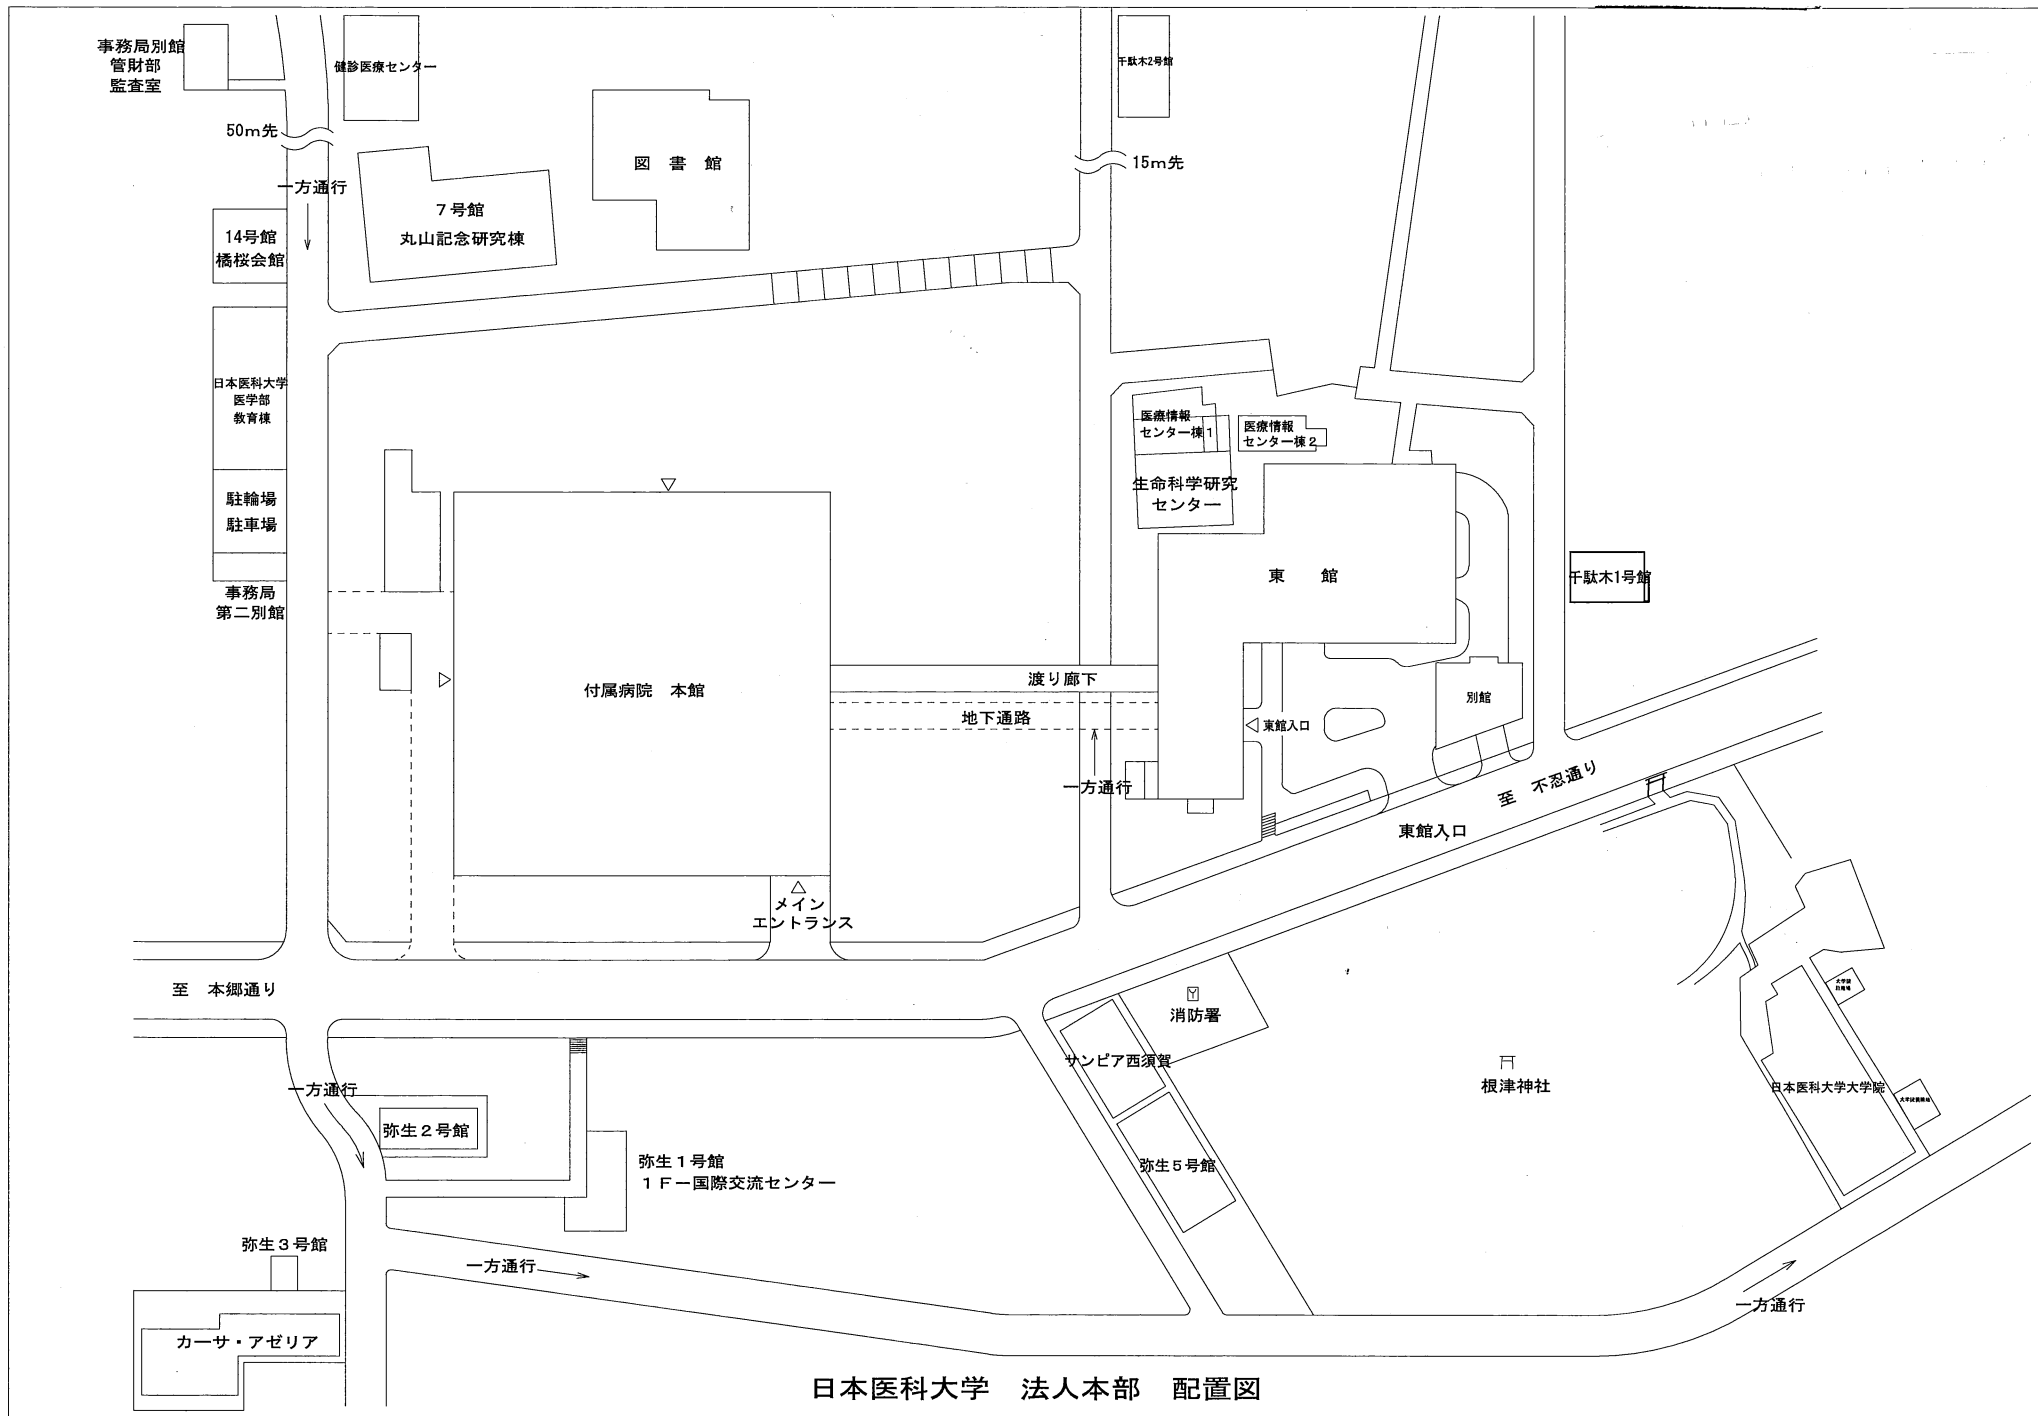 事務局別館
管財部
監査室
健診医療センター
千駄木2号館
50m先
15m先
一方通行
図 書 館
7号館
丸山記念研究棟
14号館
橘桜会館
日本医科大学
医学部
教育棟
駐輪場
駐車場
事務局
第二別館
医療情報
センター棟1
医療情報
センター棟2
生命科学研究
センター
東 館
千駄木1号館
付属病院 本館
渡り廊下
地下通路
別館
東館入口
一方通行
至 不忍通り
東館入口
メイン
エントランス
至 本郷通り
消防署
サンピア西須賀
根津神社
日本医科大学大学院
一方通行
弥生2号館
弥生1号館
1F－国際交流センター
弥生5号館
弥生3号館
一方通行
一方通行
カーサ・アゼリア
日本医科大学 法人本部 配置図